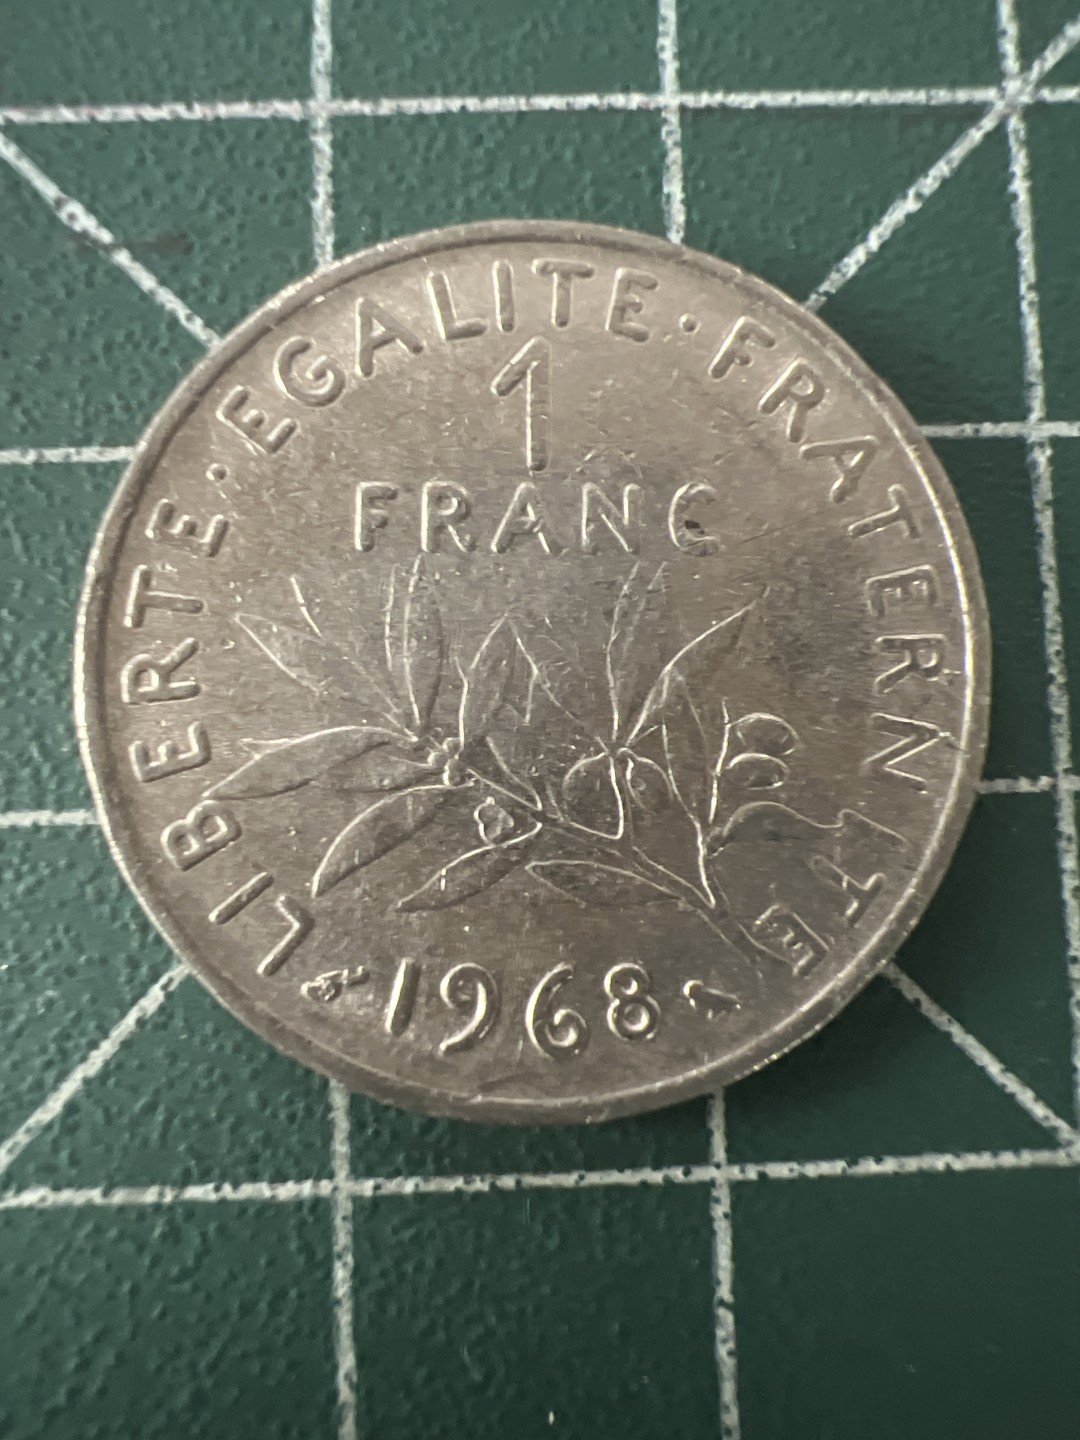 LIBERTE·EGALITE·FRATERNITE
1
FRANC
1968